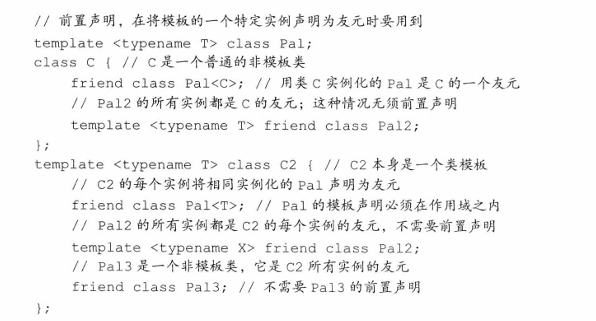 // 前置声明，在将模板的一个特定实例声明为友元时要用到
template <typename T> class Pal;
class C { // C 是一个普通的非模板类
friend class Pal<C>; // 用类 C 实例化的 Pal 是 C 的一个友元
// Pal2 的所有实例都是 C 的友元；这种情况无须前置声明
template <typename T> friend class Pal2;
};
template <typename T> class C2 { // C2 本身是一个类模板
// C2 的每个实例将相同实例化的 Pal 声明为友元
friend class Pal<T>; // Pal 的模板声明必须在作用域之内
// Pal2 的所有实例都是 C2 的每个实例的友元，不需要前置声明
template <typename X> friend class Pal2;
// Pal3 是一个非模板类，它是 C2 所有实例的友元
friend class Pal3; // 不需要 Pal3 的前置声明
};